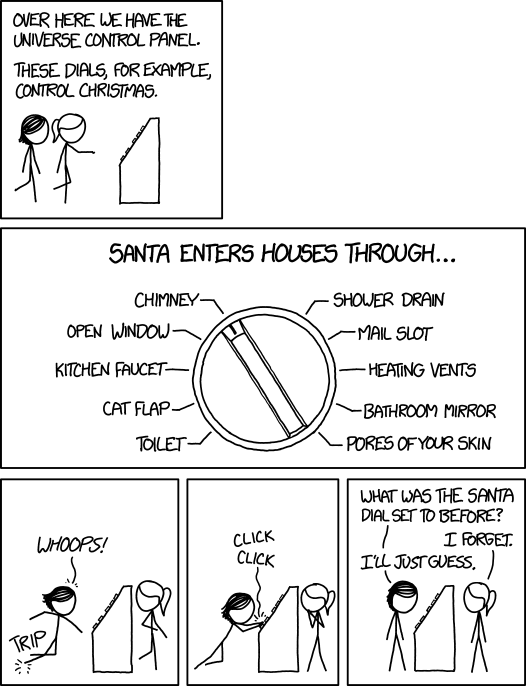 OVER HERE WE HAVE THE
UNIVERSE CONTROL PANEL.
THESE DIALS, FOR EXAMPLE,
CONTROL CHRISTMAS.
SANTA ENTERS HOUSES THROUGH...
CHIMNEY
OPEN WINDOW
KITCHEN FAUCET
CAT FLAP
TOILET
SHOWER DRAIN
MAIL SLOT
HEATING VENTS
BATHROOM MIRROR
PORES OF YOUR SKIN
WHOOPS!
TRIP
CLICK
CLICK
WHAT WAS THE SANTA
DIAL SET TO BEFORE?
I FORGET.
I'LL JUST GUESS.